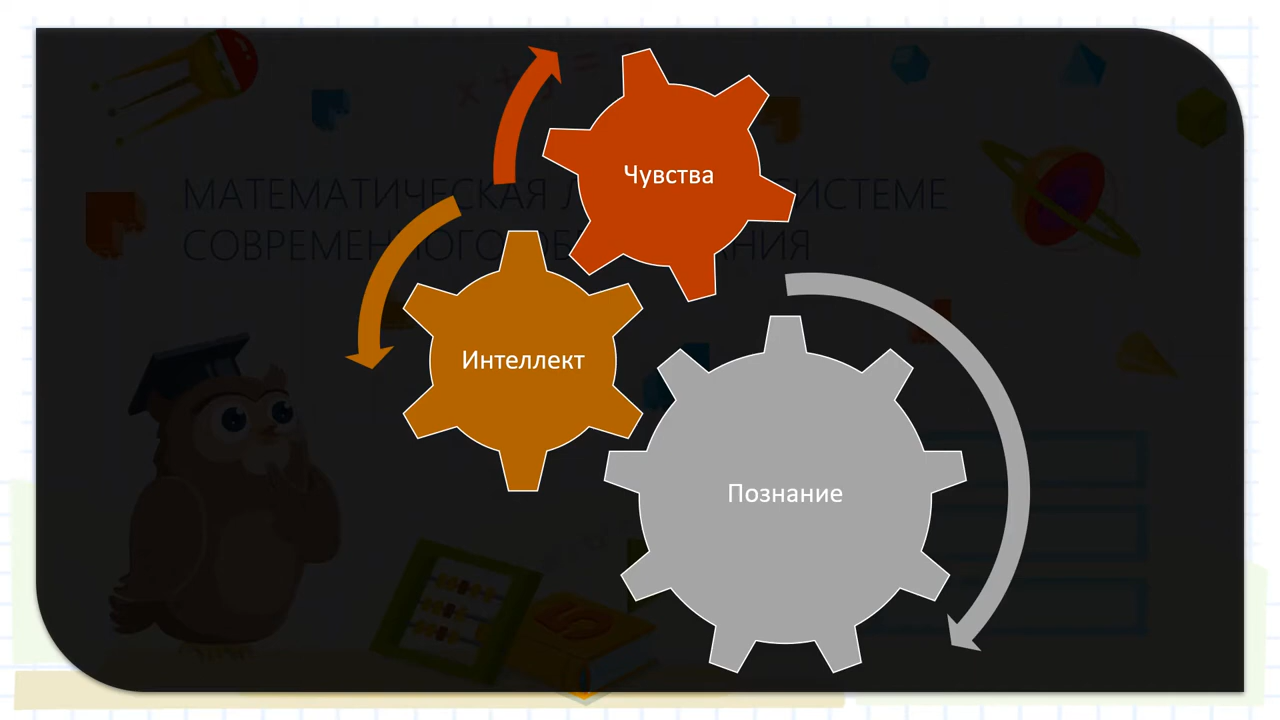 Чувства
МАТЕМАТИЧЕСКАЯ СИСТЕМЕ
СОВРЕМЕННОГО
Интеллект
Познание